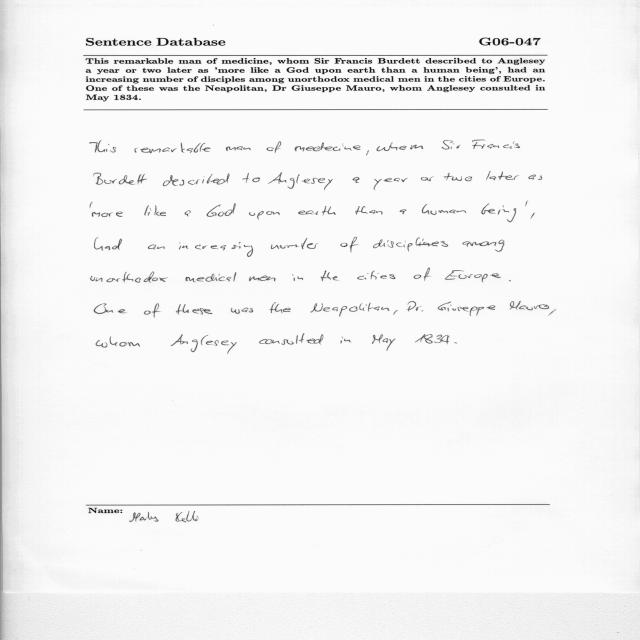 Sentence Database G06-047
This remarkable man of medicine, whom Sir Francis Burdett described to Anglesey
a year or two later as 'more like a God upon earth than a human being', had an
increasing number of disciples among unorthodox medical men in the cities of Europe.
One of these was the Neapolitan, Dr Giuseppe Mauro, whom Anglesey consulted in
May 1834.
This remarkable man of medecine, whom Sir Francis
Burdett described to Anglesey a year or two later as
'more like a God upon earth than a human being',
had an increasing number of disciplines among
unorthodox medical men in the cities of Europe.
One of these was the Neapolitan, Dr. Giuseppe Mauro,
whom Anglesey consulted in May 1834.
Name: